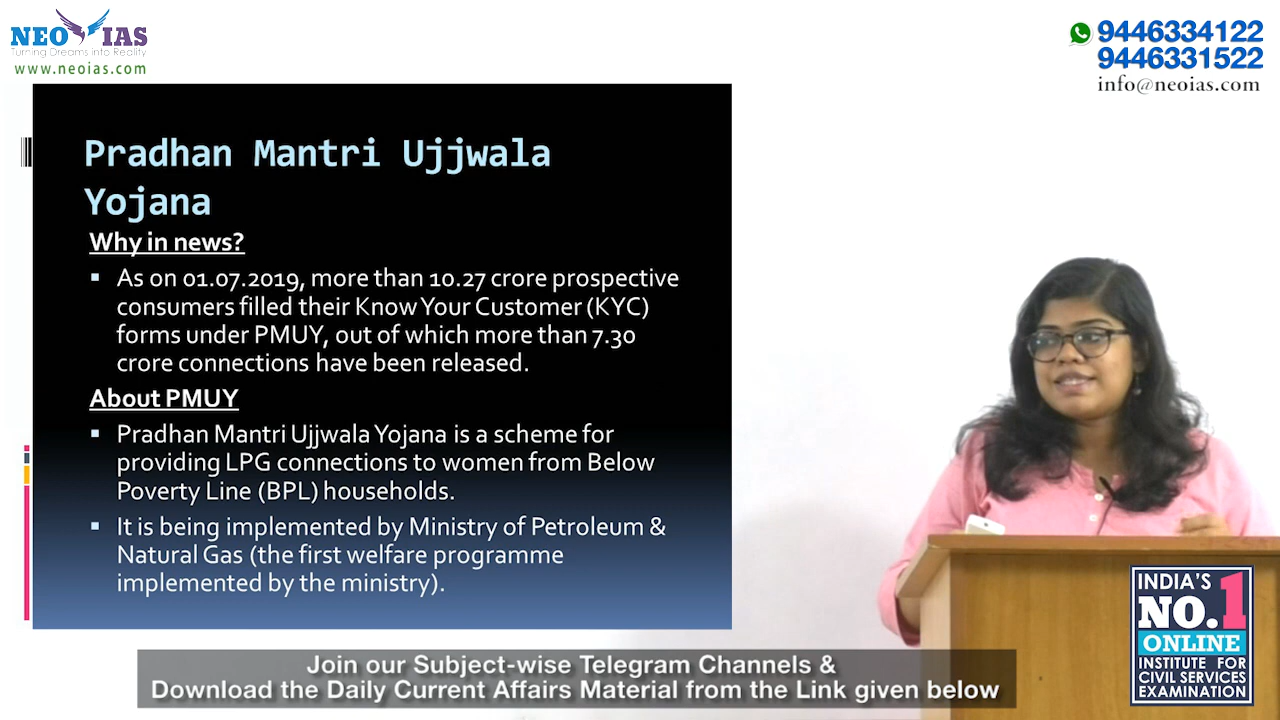 NEO IAS
Turning Dreams into Reality
www.neoias.com
9446334122
9446331522
info@neoias.com
Pradhan Mantri Ujjwala
Yojana
Why in news?
As on 01.07.2019, more than 10.27 crore prospective
consumers filled their Know Your Customer (KYC)
forms under PMUY, out of which more than 7.30
crore connections have been released.
About PMUY
Pradhan Mantri Ujjwala Yojana is a scheme for
providing LPG connections to women from Below
Poverty Line (BPL) households.
It is being implemented by Ministry of Petroleum &
Natural Gas (the first welfare programme
implemented by the ministry).
INDIA'S
NO.1
ONLINE
INSTITUTE FOR
CIVIL SERVICES
EXAMINATION
Join our Subject-wise Telegram Channels &
Download the Daily Current Affairs Material from the Link given below